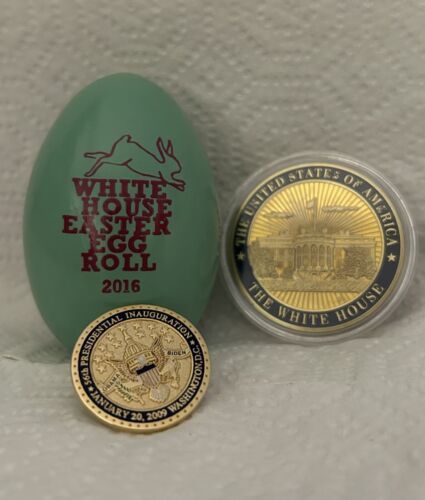 WHITE
HOUSE
EASTER
EGG
ROLL
2016
THE UNITED STATES OF AMERICA
THE WHITE HOUSE
56th PRESIDENTIAL INAUGURATION
BIDEN
JANUARY 20, 2009 WASHINGTON, D.C.